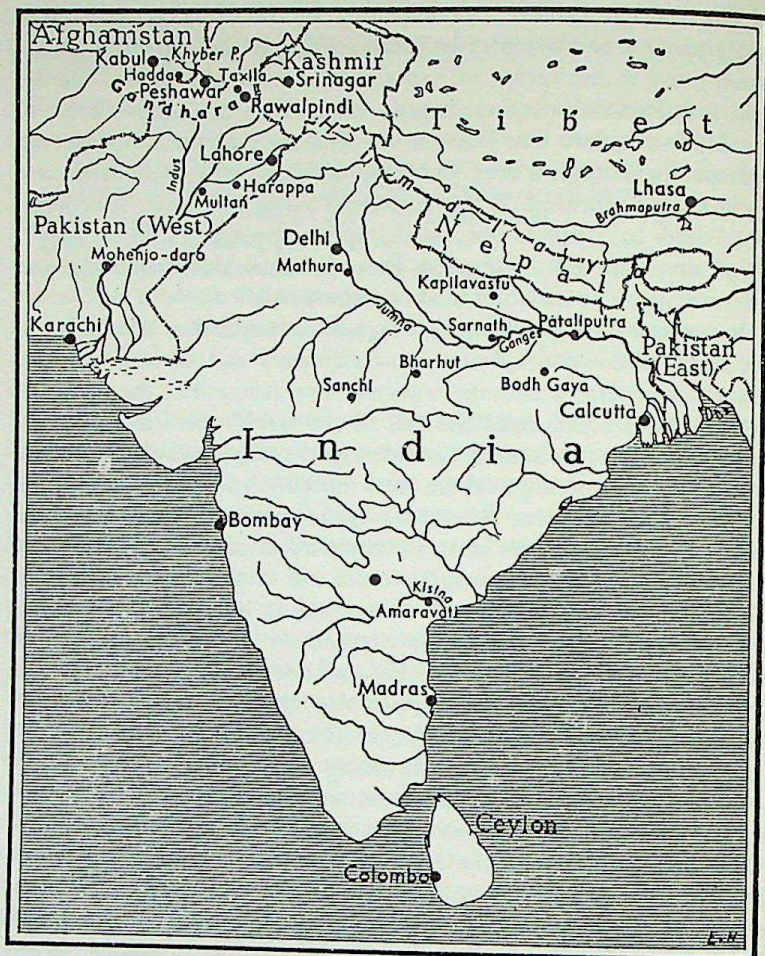 Afghanistan
Kabul
Khyber P.
Kashmir
Hadda
Taxila
Srinagar
Peshawar
Gandhara
Rawalpindi
Tibet
Lahore
Indus
Multan
Harappa
Himalaya
Lhasa
Brahmaputra
Pakistan (West)
Nepal
Delhi
Mohenjo-daro
Mathura
Kapilavastu
Karachi
Jumna
Sarnath
Ganges
Pataliputra
Pakistan
(East)
Bharhut
Sanchi
Bodh Gaya
Calcutta
India
Bombay
Kistna
Amaravati
Madras
Ceylon
Colombo
E.v.H.